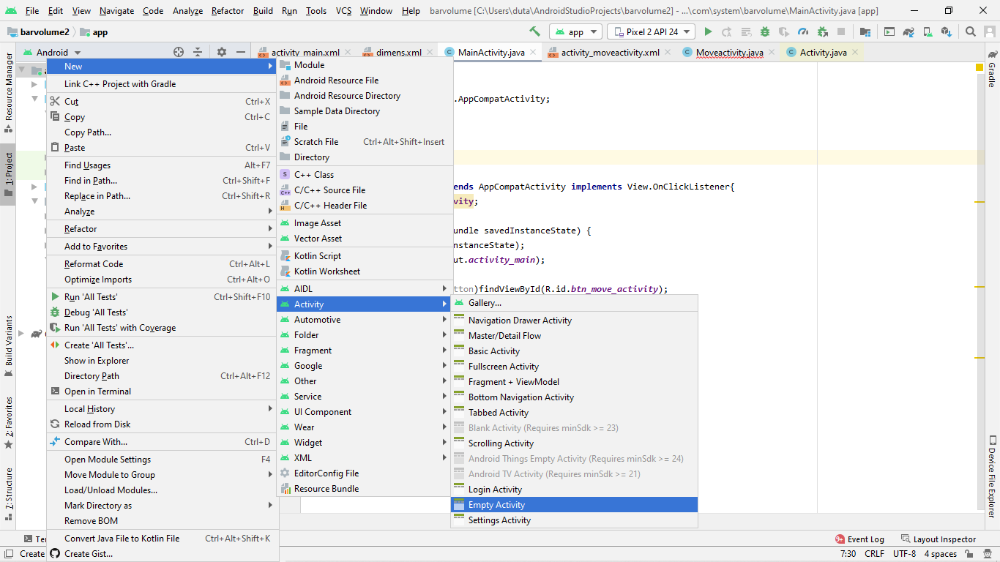 File Edit View Navigate Code Analyze Refactor Build Run Tools VCS Window Help barvolume [C:\Users\duta\AndroidStudioProjects\barvolume2] - ...\com\system\barvolume\MainActivity.java [app]
barvolume2 app
app Pixel 2 API 24
Android
activity_main.xml dimens.xml MainActivity.java activity_moveactivity.xml Moveactivity.java Activity.java
Resource Manager
1: Project
Build Variants
2: Favorites
7: Structure
New
Link C++ Project with Gradle
Cut Ctrl+X
Copy Ctrl+C
Copy Path...
Paste Ctrl+V
Find Usages Alt+F7
Find in Path... Ctrl+Shift+F
Replace in Path... Ctrl+Shift+R
Analyze
Refactor
Add to Favorites
Reformat Code Ctrl+Alt+L
Optimize Imports Ctrl+Alt+O
Run 'All Tests' Ctrl+Shift+F10
Debug 'All Tests'
Run 'All Tests' with Coverage
Create 'All Tests'...
Show in Explorer
Directory Path Ctrl+Alt+F12
Open in Terminal
Local History
Reload from Disk
Compare With... Ctrl+D
Open Module Settings F4
Move Module to Group
Load/Unload Modules...
Mark Directory as
Remove BOM
Convert Java File to Kotlin File Ctrl+Alt+Shift+K
Create Gist...
Module
Android Resource File
Android Resource Directory
Sample Data Directory
File
Scratch File Ctrl+Alt+Shift+Insert
Directory
S C++ Class
C/C++ Source File
C/C++ Header File
Image Asset
Vector Asset
Kotlin Script
Kotlin Worksheet
AIDL
Activity
Automotive
Folder
Fragment
Google
Other
Service
UI Component
Wear
Widget
XML
EditorConfig File
Resource Bundle
.AppCompatActivity;
ends AppCompatActivity implements View.OnClickListener{
vity;
undle savedInstanceState) {
nstanceState);
ut.activity_main);
tton)findViewById(R.id.btn_move_activity);
Gallery...
Navigation Drawer Activity
Master/Detail Flow
Basic Activity
Fullscreen Activity
Fragment + ViewModel
Bottom Navigation Activity
Tabbed Activity
Blank Activity (Requires minSdk >= 23)
Scrolling Activity
Android Things Empty Activity (Requires minSdk >= 24)
Android TV Activity (Requires minSdk >= 21)
Login Activity
Empty Activity
Settings Activity
Gradle
Device File Explorer
Ter
9+ Event Log Layout Inspector
Create
7:30 CRLF UTF-8 4 spaces